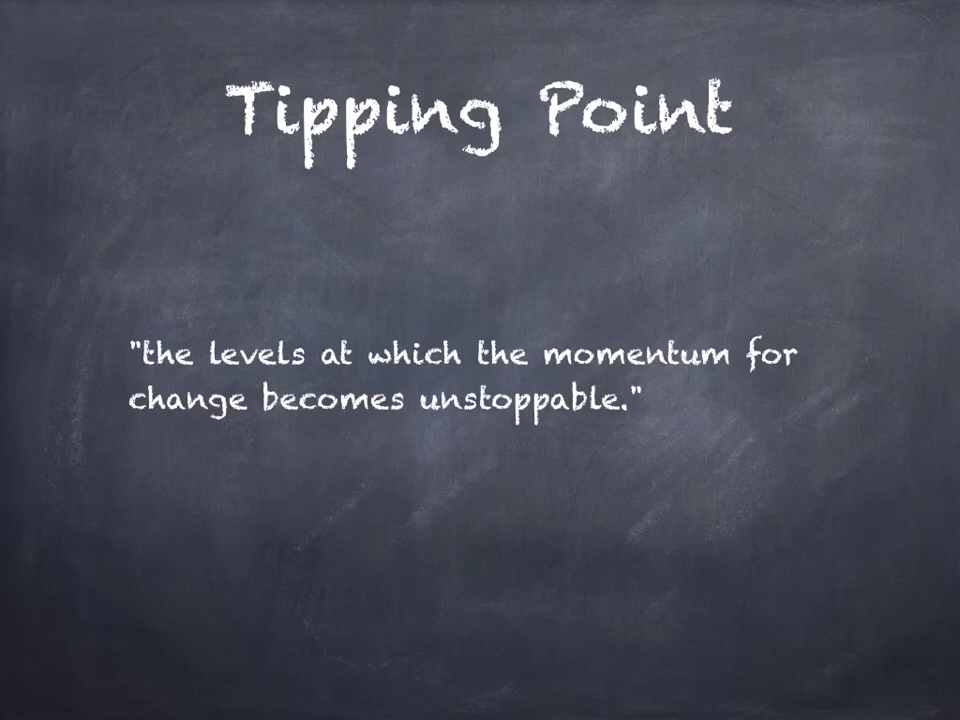 Tipping Point
"the levels at which the momentum for
change becomes unstoppable."